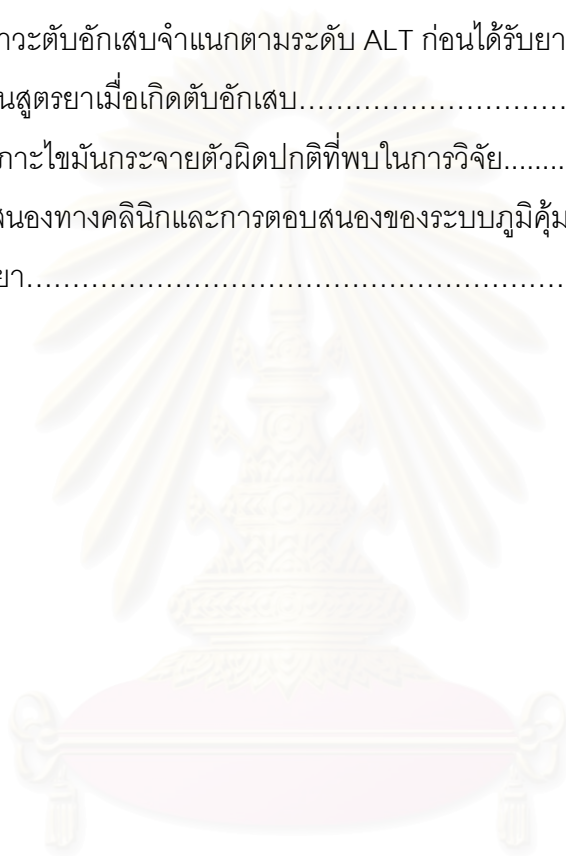 าวะตับอักเสบจำแนกตามระดับ ALT ก่อนได้รับยา
นสูตรยาเมื่อเกิดตับอักเสบ……………………………
ภาะไขมันกระจายตัวผิดปกติที่พบในการวิจัย........
สนองทางคลินิกและการตอบสนองของระบบภูมิคุ้ม
ยา……………………………………………………